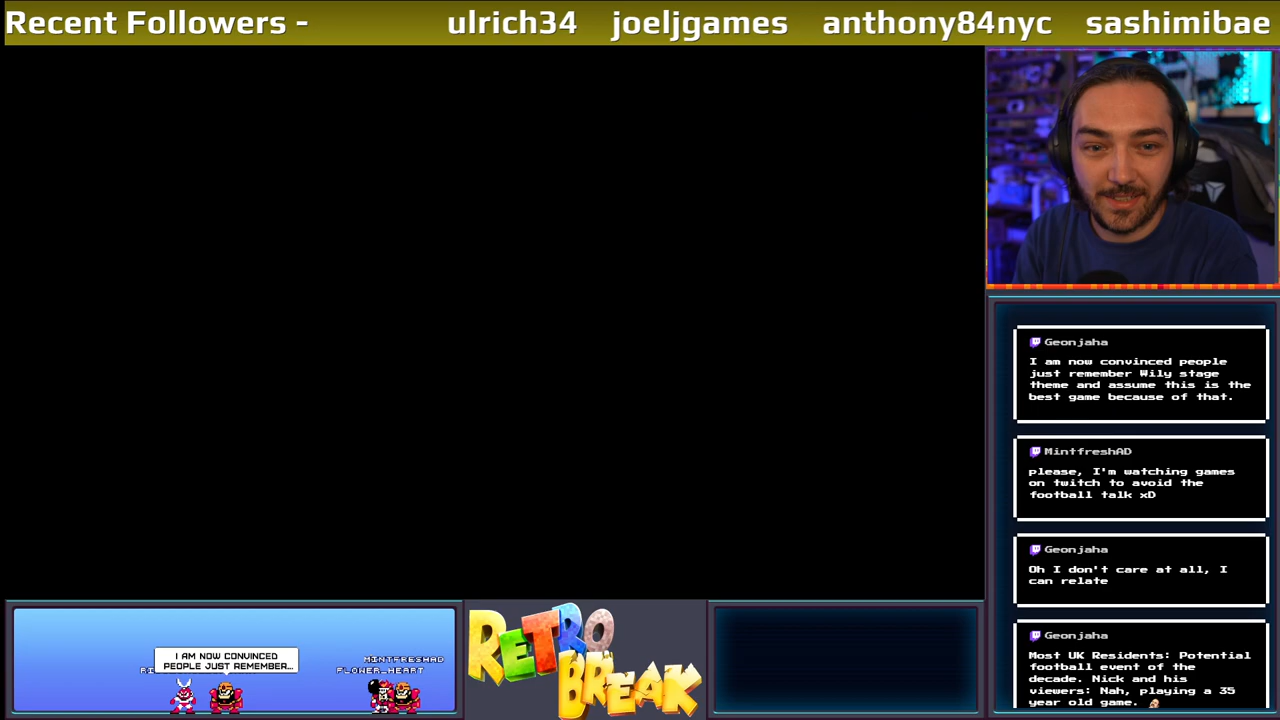 Recent Followers - ulrich34 joeljgames anthony84nyc sashimibae
Geonjaha
I am now convinced people
just remember Wily stage
theme and assume this is the
best game because of that.
MintfreshAD
please, I'm watching games
on twitch to avoid the
football talk xD
Geonjaha
Oh I don't care at all, I
can relate
Geonjaha
Most UK Residents: Potential
football event of the
decade. Nick and his
viewers: Nah, playing a 35
year old game.
I AM NOW CONVINCED
PEOPLE JUST REMEMBER...
MINTFRESHAD
FLOWER_HEART
RETRO
BREAK